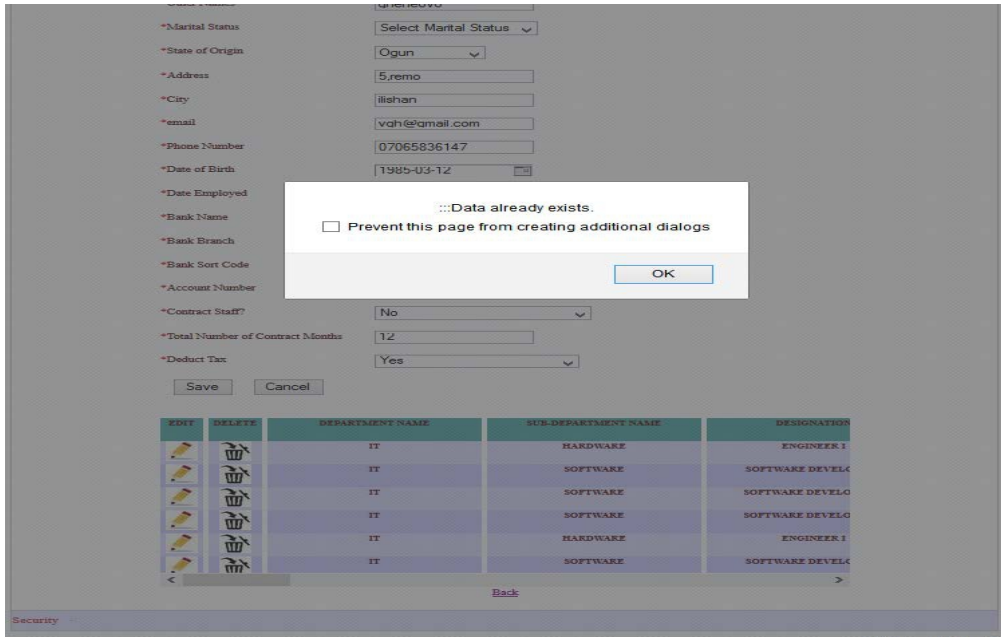 *Marital Status Select Marital Status
*State of Origin Ogun
*Address 5,remo
*City ilishan
*email vgh@gmail.com
*Phone Number 07065836147
*Date of Birth 1985-03-12
*Date Employed
*Bank Name
*Bank Branch
*Bank Sort Code
*Account Number
:::Data already exists.
Prevent this page from creating additional dialogs
OK
*Contract Staff? No
*Total Number of Contract Months 12
*Deduct Tax Yes
Save Cancel
EDIT DELETE DEPARTMENT NAME SUB-DEPARTMENT NAME DESIGNATION
IT HARDWARE ENGINEER I
IT SOFTWARE SOFTWARE DEVELO
IT SOFTWARE SOFTWARE DEVELO
IT SOFTWARE SOFTWARE DEVELO
IT HARDWARE ENGINEER I
IT SOFTWARE SOFTWARE DEVELO
Back
Security